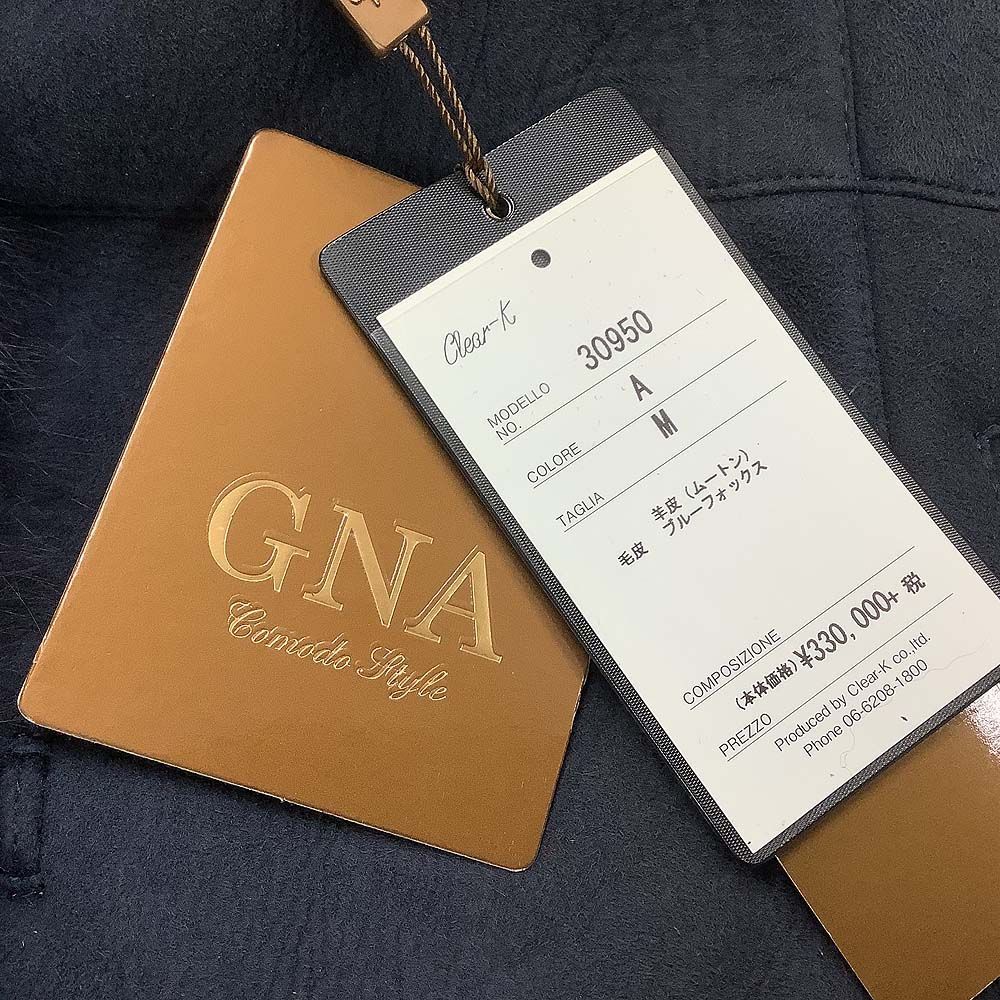 GNA
Comodo Style
Clear-K
MODELLO NO. 30950
COLORE A
TAGLIA M
羊皮(ムートン)
毛皮 ブルーフォックス
COMPOSIZIONE
(本体価格)¥330,000+ 税
PREZZO
Produced by Clear-K co.,ltd.
Phone 06-6208-1800